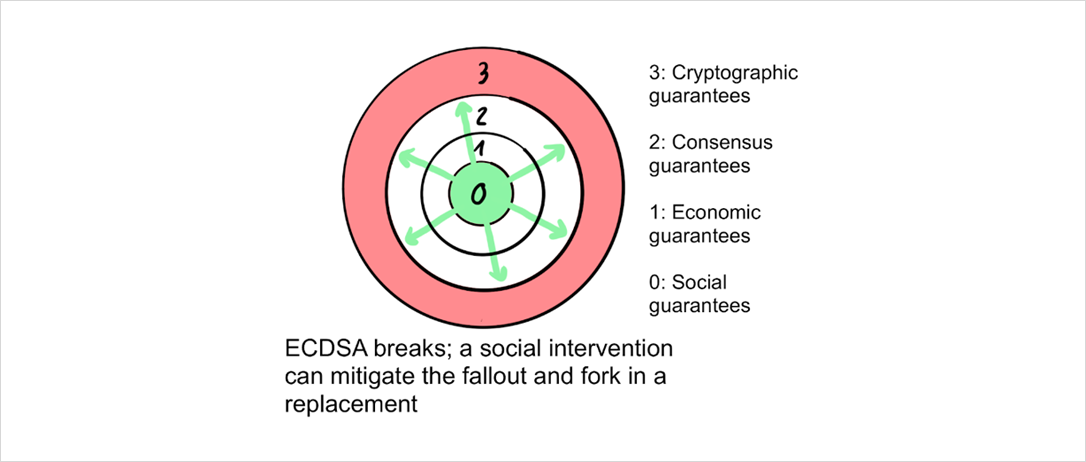 3
2
1
0
3: Cryptographic
guarantees
2: Consensus
guarantees
1: Economic
guarantees
0: Social
guarantees
ECDSA breaks; a social intervention
can mitigate the fallout and fork in a
replacement